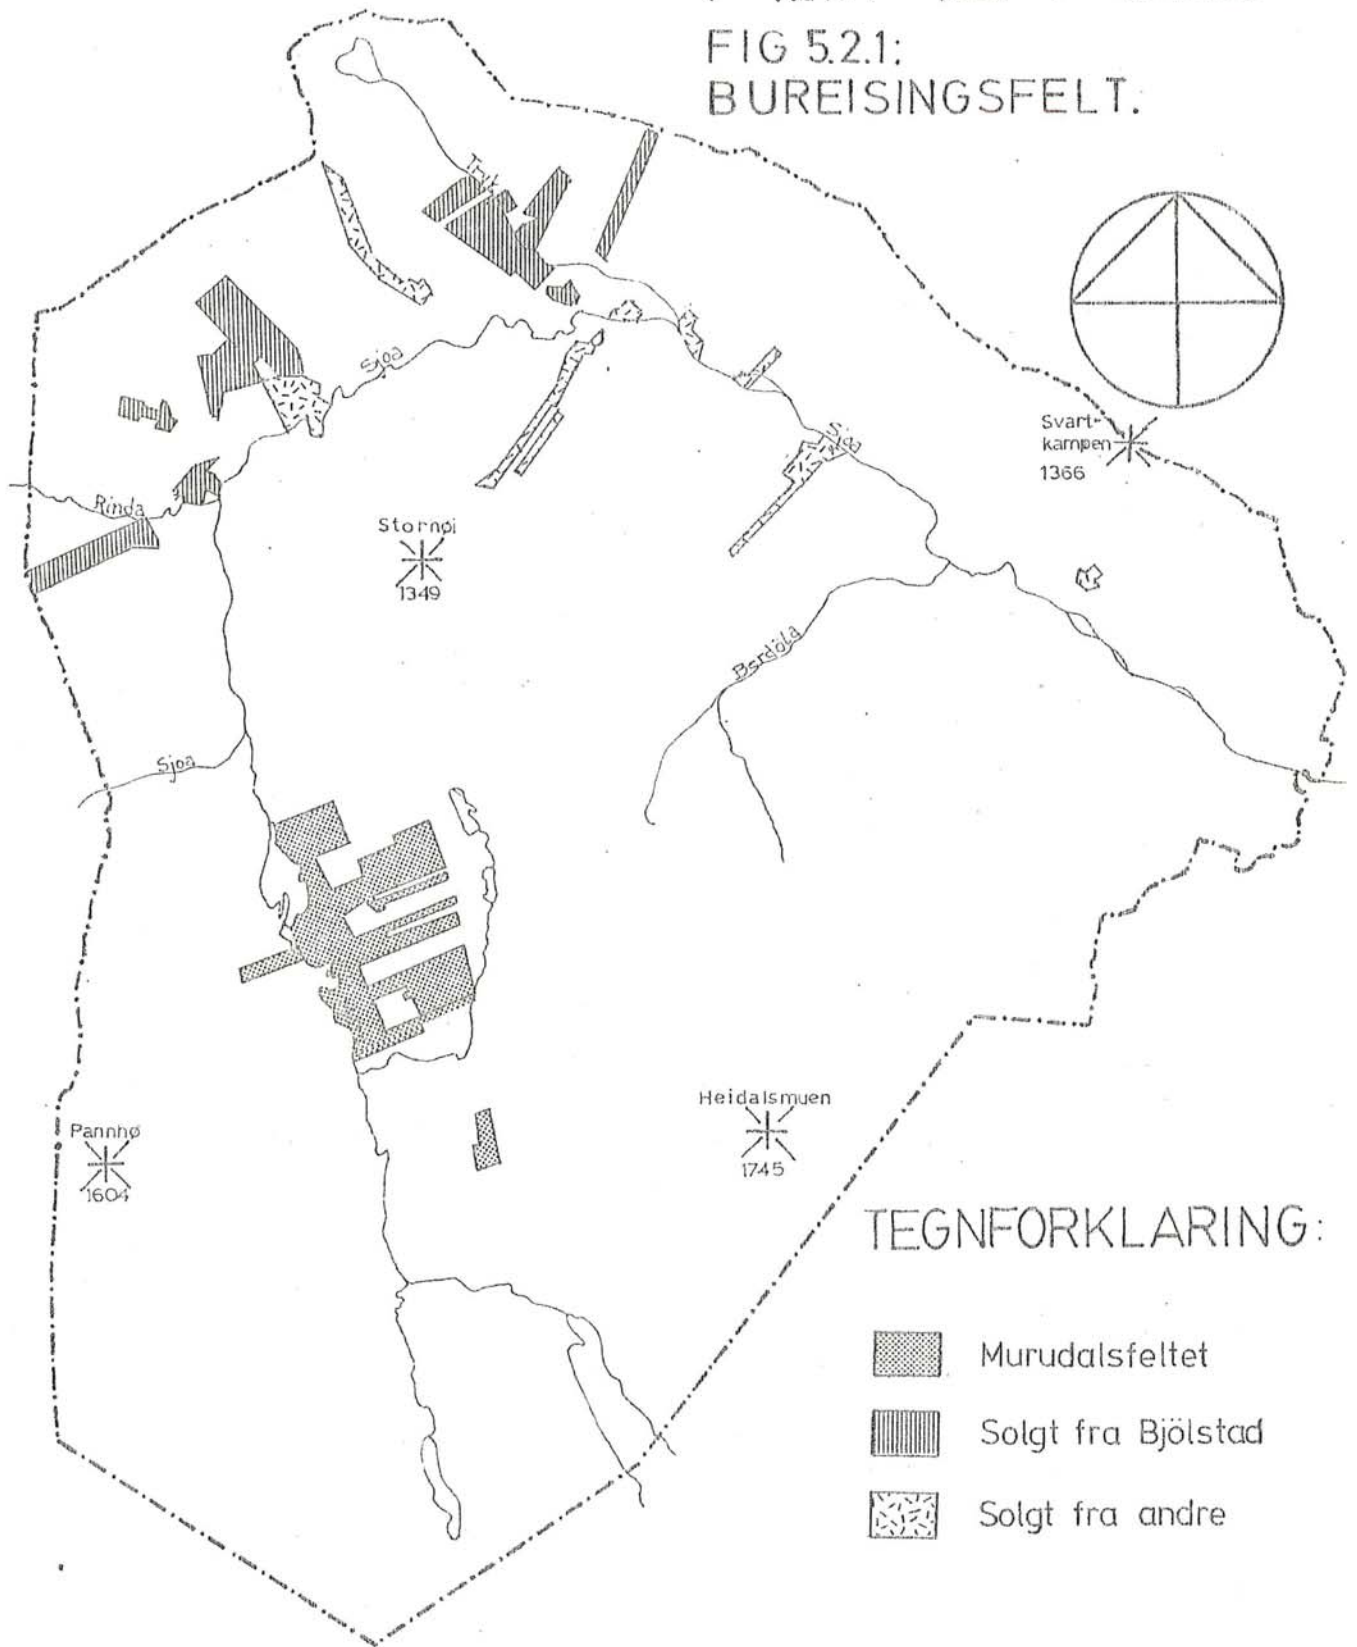 FIG 5.2.1:
BUREISINGSFELT.
Sjoa
Svart-
kampen
1366
Sjoa
Rinda
Stornøi
1349
Sjoa
Heidalsmuen
1745
Pannhø
1604
TEGNFORKLARING:
Murudalsfeltet
Solgt fra Bjölstad
Solgt fra andre